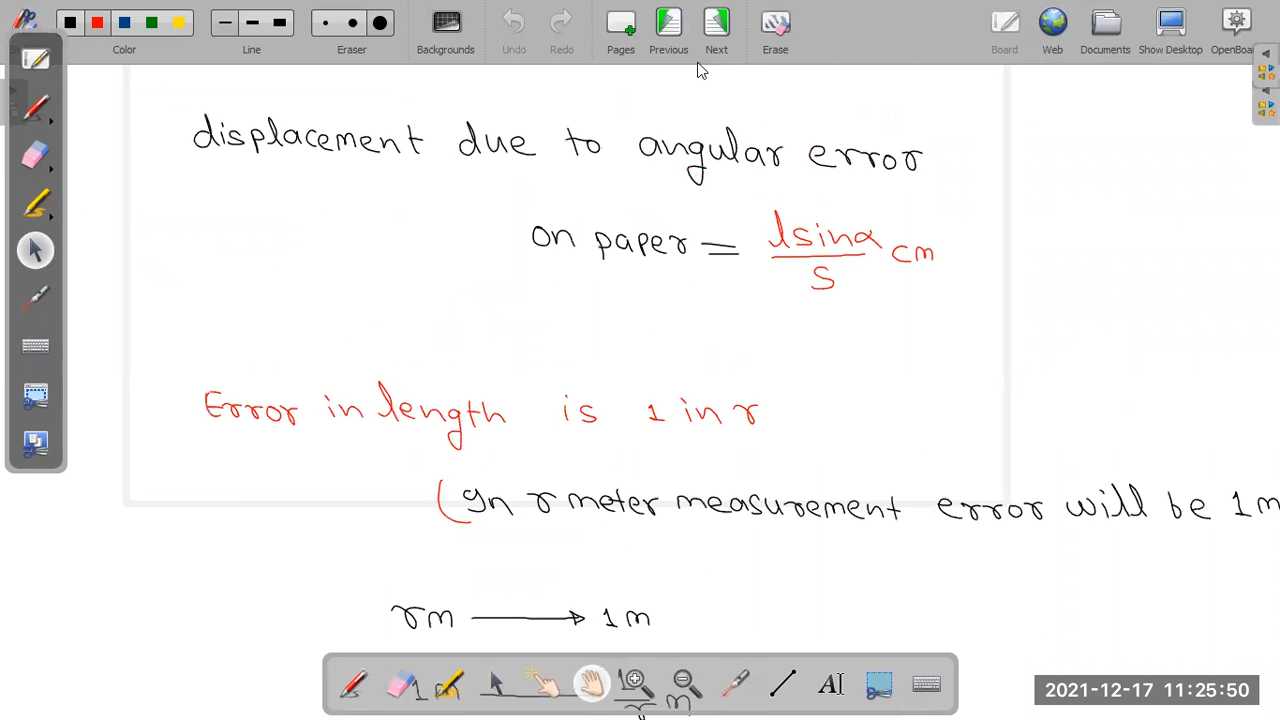 Color
Line
Eraser
Backgrounds
Undo
Redo
Pages
Previous
Next
Erase
Board
Web
Documents
Show Desktop
OpenBoa
displacement due to angular error
on paper = lsinα/s cm
Error in length is 1 in r
(In r meter measurement error will be 1m
rm → 1m
1
r
m
2021-12-17 11:25:50